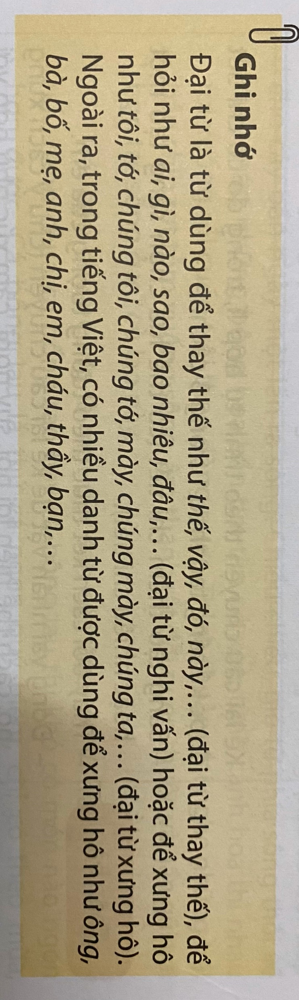 Ghi nhớ
Đại từ là từ dùng để thay thế như thế, vậy, đó, này,... (đại từ thay thế), để
hỏi như ai, gì, nào, sao, bao nhiêu, đâu,... (đại từ nghi vấn) hoặc để xưng hô
như tôi, tớ, chúng tôi, chúng tớ, mày, chúng mày, chúng ta,... (đại từ xưng hô).
Ngoài ra, trong tiếng Việt, có nhiều danh từ được dùng để xưng hô như ông,
bà, bố, mẹ, anh, chị, em, cháu, thầy, bạn,...